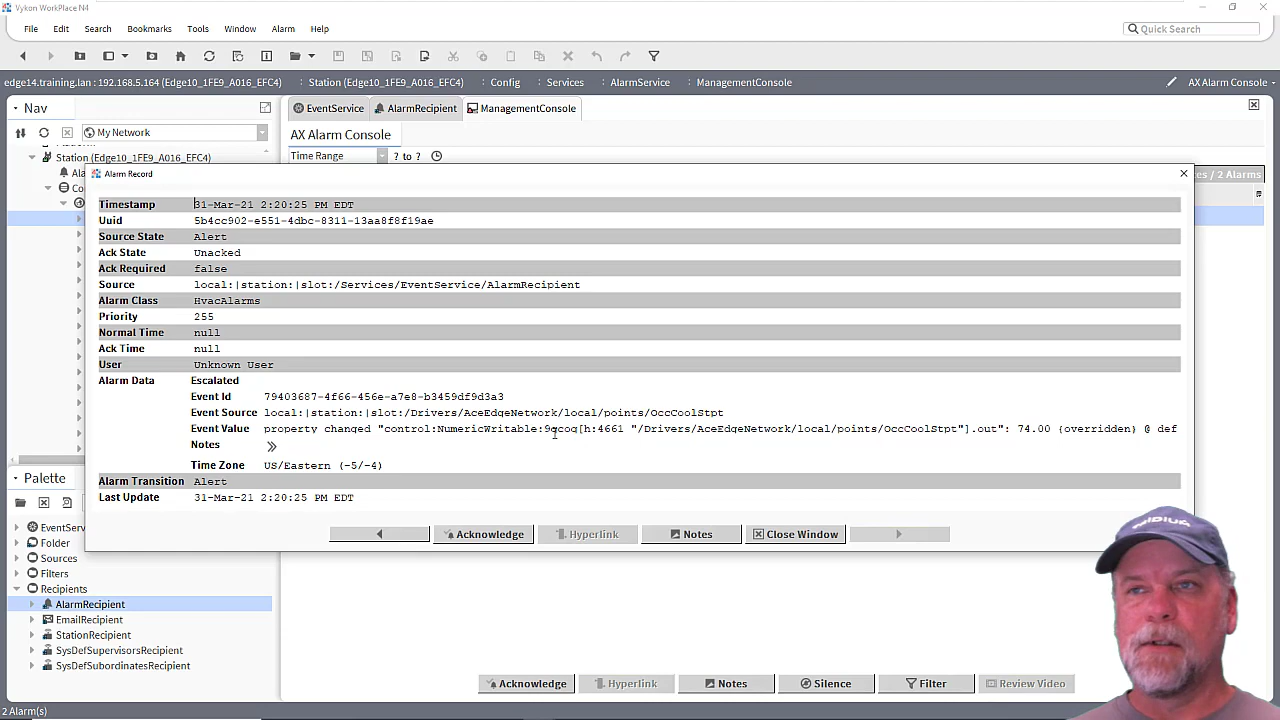 Vykon WorkPlace N4
File Edit Search Bookmarks Tools Window Alarm Help
Quick Search
edge14.training.lan : 192.168.5.164 (Edge10_1FE9_A016_EFC4) Station (Edge10_1FE9_A016_EFC4) Config Services AlarmService ManagementConsole AX Alarm Console
Nav
My Network
Station (Edge10_1FE9_A016_EFC4)
EventService AlarmRecipient ManagementConsole
AX Alarm Console
Time Range ? to ?
/ 2 Alarms
Alarm Record
Timestamp 31-Mar-21 2:20:25 PM EDT
Uuid 5b4cc902-e551-4dbc-8311-13aa8f8f19ae
Source State Alert
Ack State Unacked
Ack Required false
Source local:|station:|slot:/Services/EventService/AlarmRecipient
Alarm Class HvacAlarms
Priority 255
Normal Time null
Ack Time null
User Unknown User
Alarm Data Escalated
Event Id 79403687-4f66-456e-a7e8-b3459df9d3a3
Event Source local:|station:|slot:/Drivers/AceEdgeNetwork/local/points/OccCoolStpt
Event Value property changed "control:NumericWritable:9qcoq[h:4661 "/Drivers/AceEdgeNetwork/local/points/OccCoolStpt"].out": 74.00 {overridden} @ def
Notes
Time Zone US/Eastern (-5/-4)
Alarm Transition Alert
Last Update 31-Mar-21 2:20:25 PM EDT
Acknowledge Hyperlink Notes Close Window
Palette
EventServ
Folder
Sources
Filters
Recipients
AlarmRecipient
EmailRecipient
StationRecipient
SysDefSupervisorsRecipient
SysDefSubordinatesRecipient
Acknowledge Hyperlink Notes Silence Filter Review Video
2 Alarm(s)